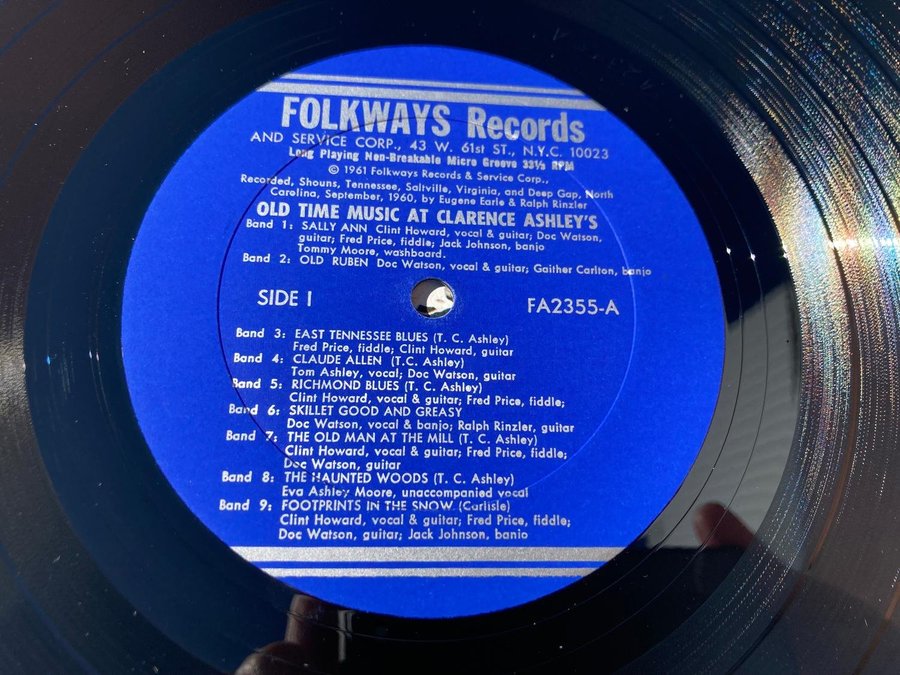 FOLKWAYS Records
AND SERVICE CORP., 43 W. 61st ST., N.Y.C. 10023
Long Playing Non-Breakable Micro Groove 33⅓ RPM
© 1961 Folkways Records & Service Corp.,
Recorded, Shouns, Tennessee, Saltville, Virginia, and Deep Gap, North
Carolina, September, 1960, by Eugene Earle & Ralph Rinzler
OLD TIME MUSIC AT CLARENCE ASHLEY'S
Band 1: SALLY ANN Clint Howard, vocal & guitar; Doc Watson,
guitar; Fred Price, fiddle; Jack Johnson, banjo
Tommy Moore, washboard.
Band 2: OLD RUBEN Doc Watson, vocal & guitar; Gaither Carlton, banjo
SIDE I FA2355-A
Band 3: EAST TENNESSEE BLUES (T. C. Ashley)
Fred Price, fiddle; Clint Howard, guitar
Band 4: CLAUDE ALLEN (T.C. Ashley)
Tom Ashley, vocal; Doc Watson, guitar
Band 5: RICHMOND BLUES (T. C. Ashley)
Clint Howard, vocal & guitar; Fred Price, fiddle;
Band 6: SKILLET GOOD AND GREASY
Doc Watson, vocal & banjo; Ralph Rinzler, guitar
Band 7: THE OLD MAN AT THE MILL (T. C. Ashley)
Clint Howard, vocal & guitar; Fred Price, fiddle;
Doc Watson, guitar
Band 8: THE HAUNTED WOODS (T. C. Ashley)
Eva Ashley Moore, unaccompanied vocal
Band 9: FOOTPRINTS IN THE SNOW (Carlisle)
Clint Howard, vocal & guitar; Fred Price, fiddle;
Doc Watson, guitar; Jack Johnson, banjo